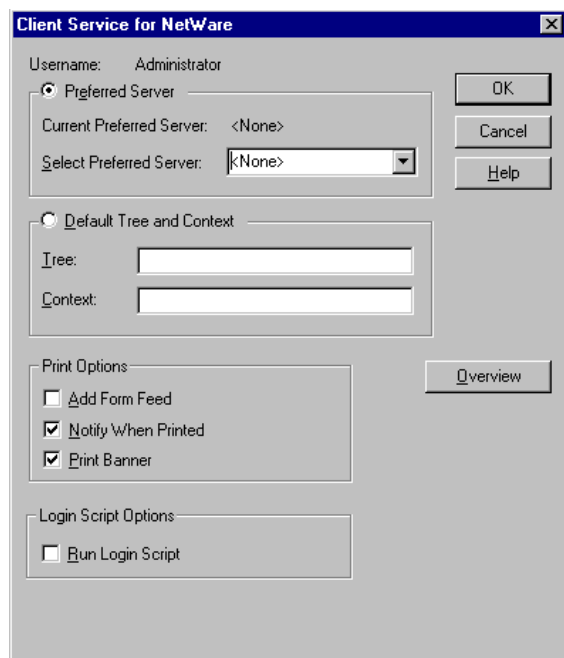 Client Service for NetWare
Username: Administrator
Preferred Server
OK
Current Preferred Server: <None>
Cancel
Select Preferred Server: <None>
Help
Default Tree and Context
Tree:
Context:
Print Options
Overview
Add Form Feed
Notify When Printed
Print Banner
Login Script Options
Run Login Script